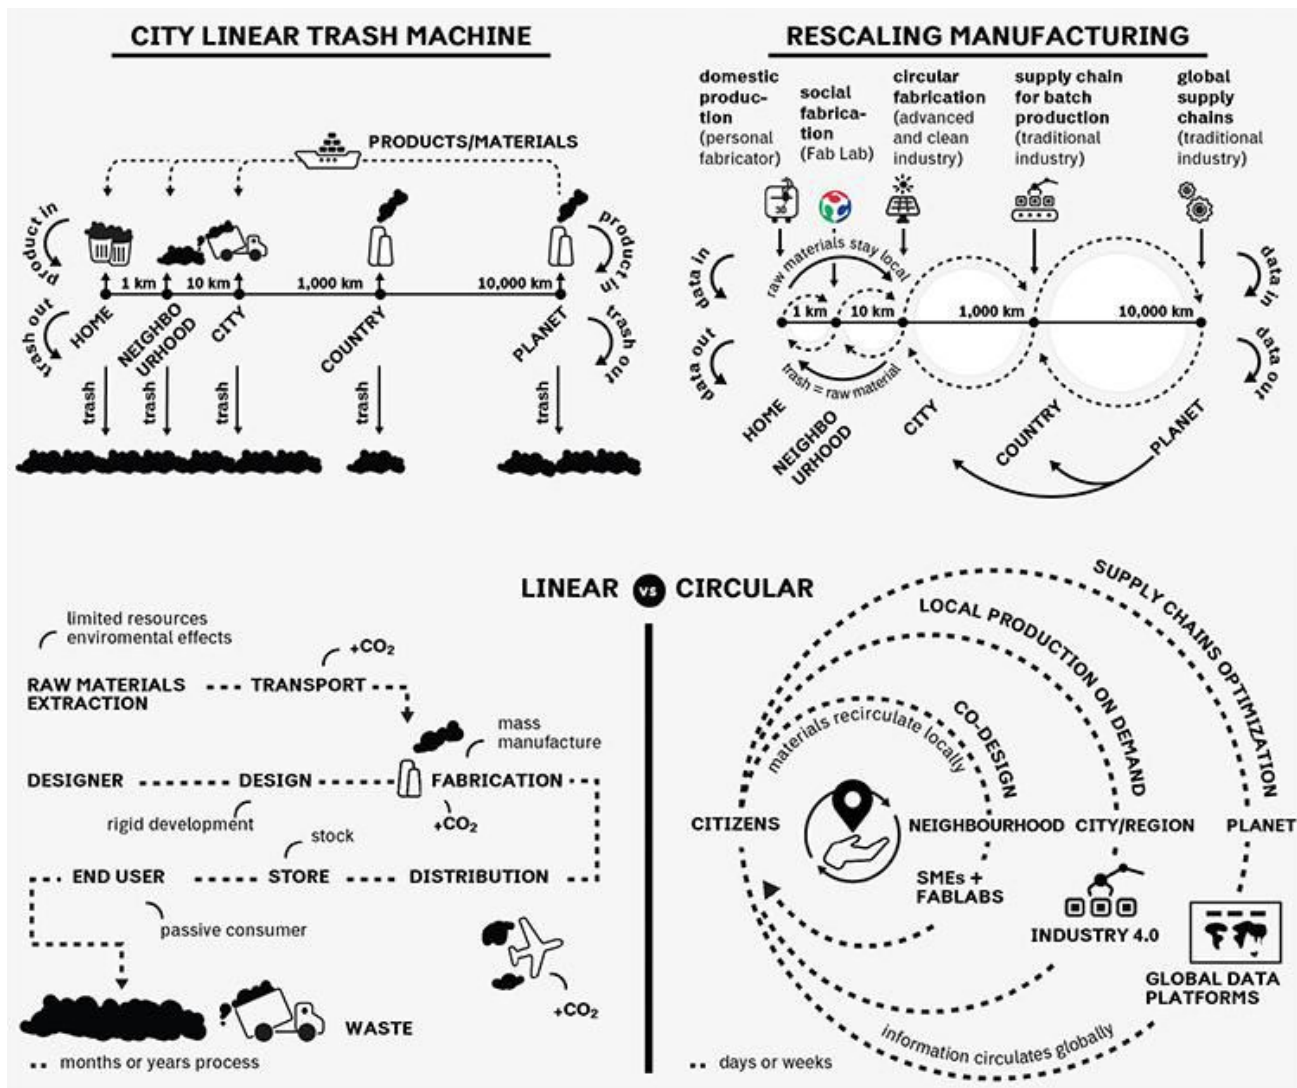 CITY LINEAR TRASH MACHINE
PRODUCTS/MATERIALS
product in
trash out
1 km
10 km
1,000 km
10,000 km
product in
trash out
HOME
NEIGHBO
URHOOD
CITY
COUNTRY
PLANET
trash
trash
trash
trash
trash
RESCALING MANUFACTURING
domestic
produc-
tion
(personal
fabricator)
social
fabrica-
tion
(Fab Lab)
circular
fabrication
(advanced
and clean
industry)
supply chain
for batch
production
(traditional
industry)
global
supply
chains
(traditional
industry)
3D
data in
data out
raw materials stay local
1 km
10 km
1,000 km
10,000 km
trash = raw material
data in
data out
HOME
NEIGHBO
URHOOD
CITY
COUNTRY
PLANET
LINEAR vs CIRCULAR
limited resources
enviromental effects
+CO2
RAW MATERIALS
EXTRACTION
TRANSPORT
mass
manufacture
DESIGNER
DESIGN
FABRICATION
rigid development
+CO2
stock
END USER
STORE
DISTRIBUTION
passive consumer
+CO2
WASTE
months or years process
SUPPLY CHAINS OPTIMIZATION
LOCAL PRODUCTION ON DEMAND
CO-DESIGN
materials recirculate locally
CITIZENS
NEIGHBOURHOOD
CITY/REGION
PLANET
SMEs +
FABLABS
INDUSTRY 4.0
GLOBAL DATA
PLATFORMS
information circulates globally
days or weeks